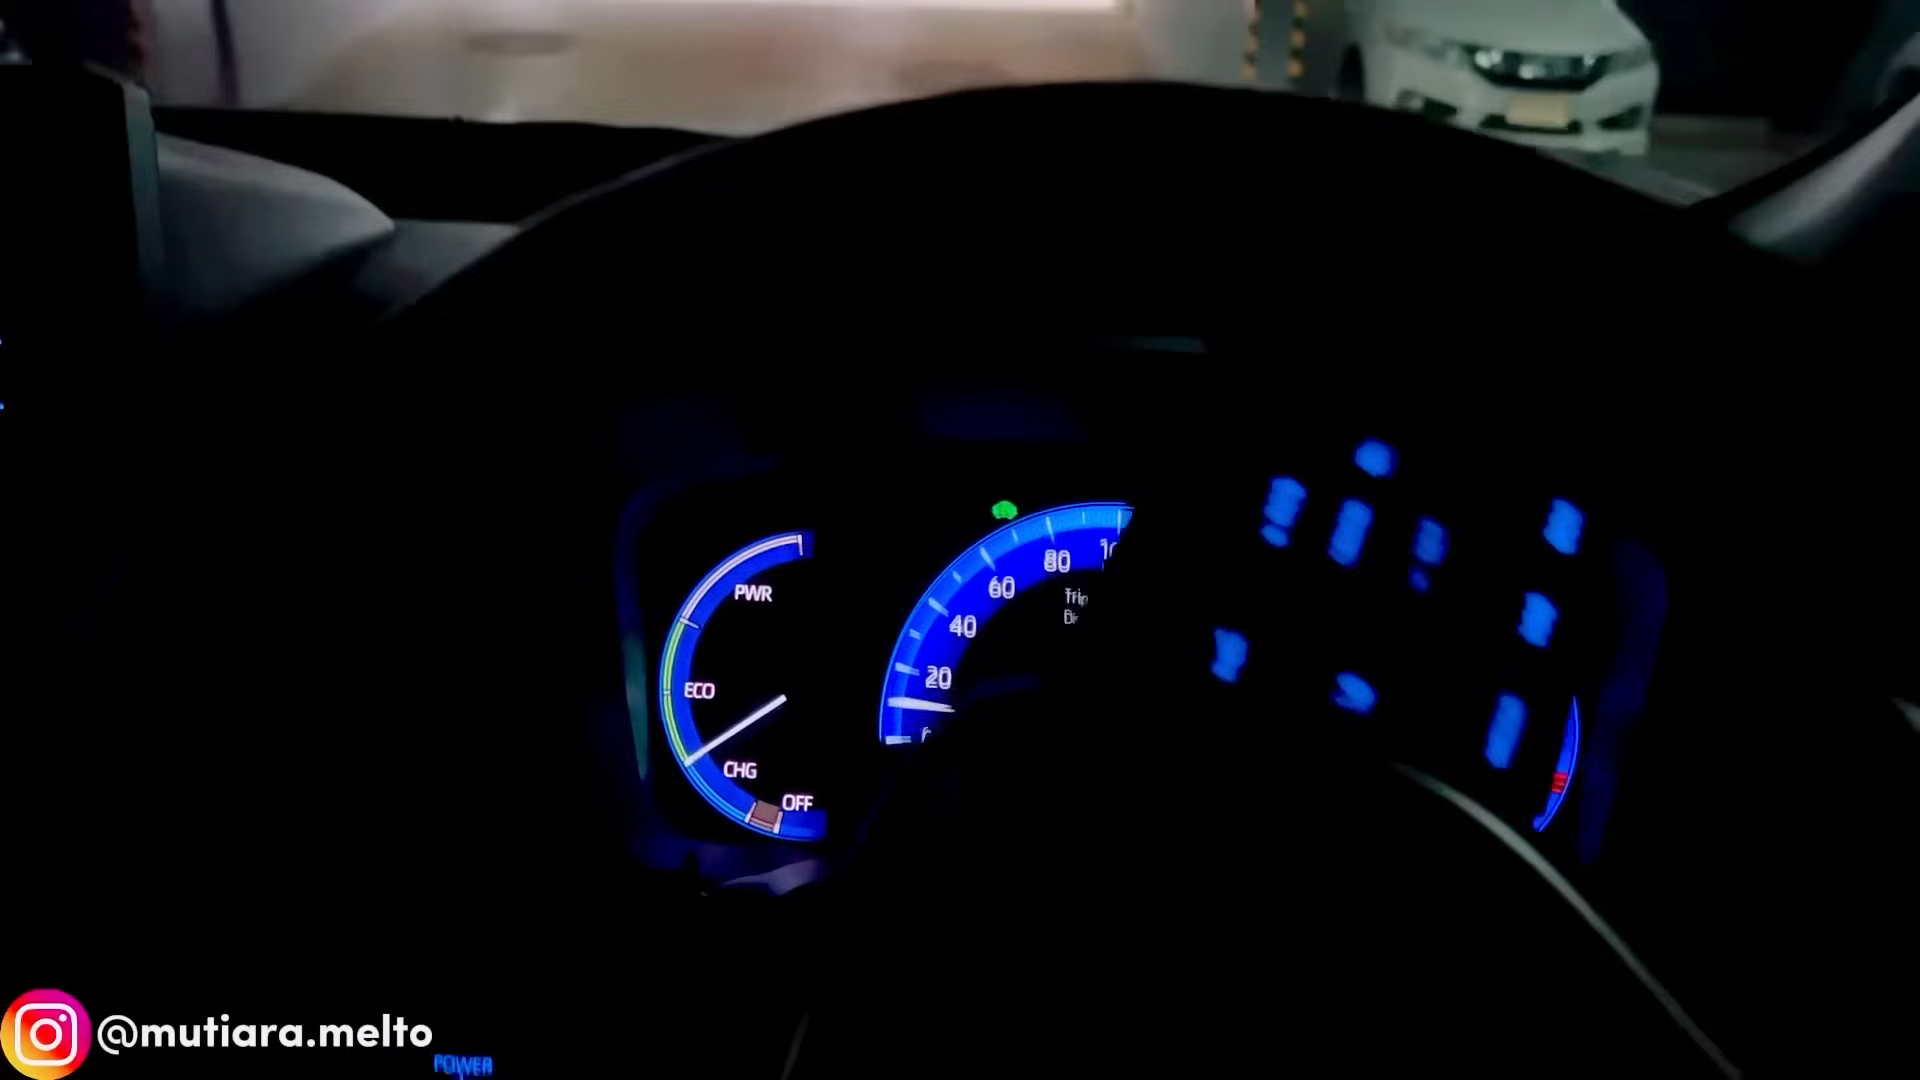 PWR
ECO
CHG
OFF
80
60
40
20
Trip
@mutiara.melto
POWER